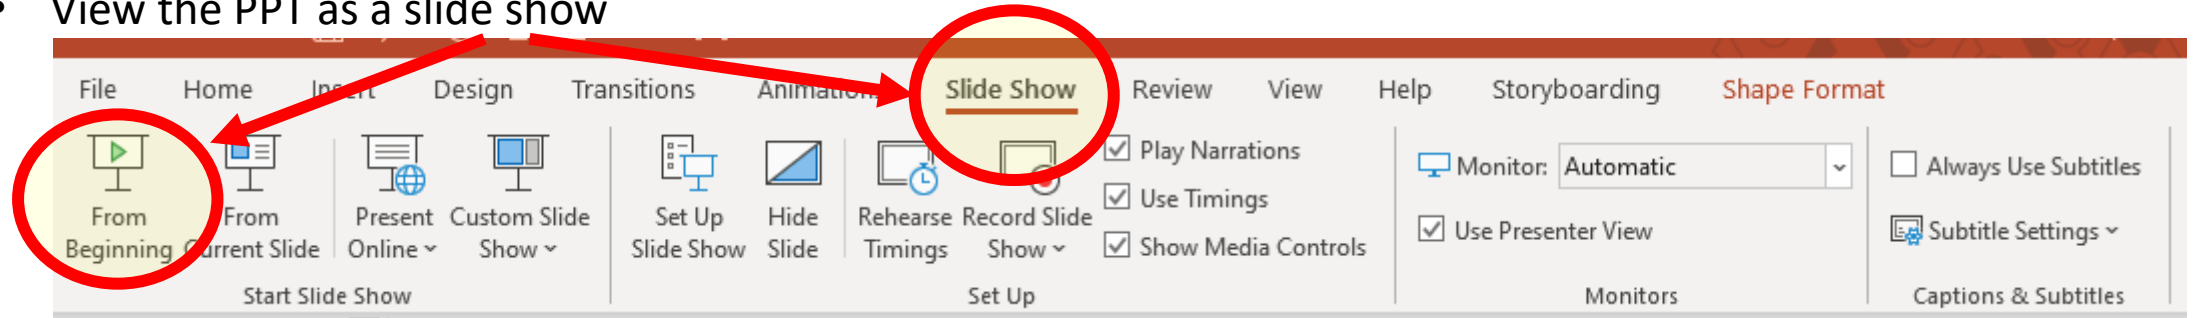 • View the PPT as a slide show
File Home Insert Design Transitions Animations Slide Show Review View Help Storyboarding Shape Format
From Beginning
From Current Slide
Present Online
Custom Slide Show
Set Up Slide Show
Hide Slide
Rehearse Timings
Record Slide Show
Play Narrations
Use Timings
Show Media Controls
Monitor: Automatic
Use Presenter View
Always Use Subtitles
Subtitle Settings
Start Slide Show
Set Up
Monitors
Captions & Subtitles